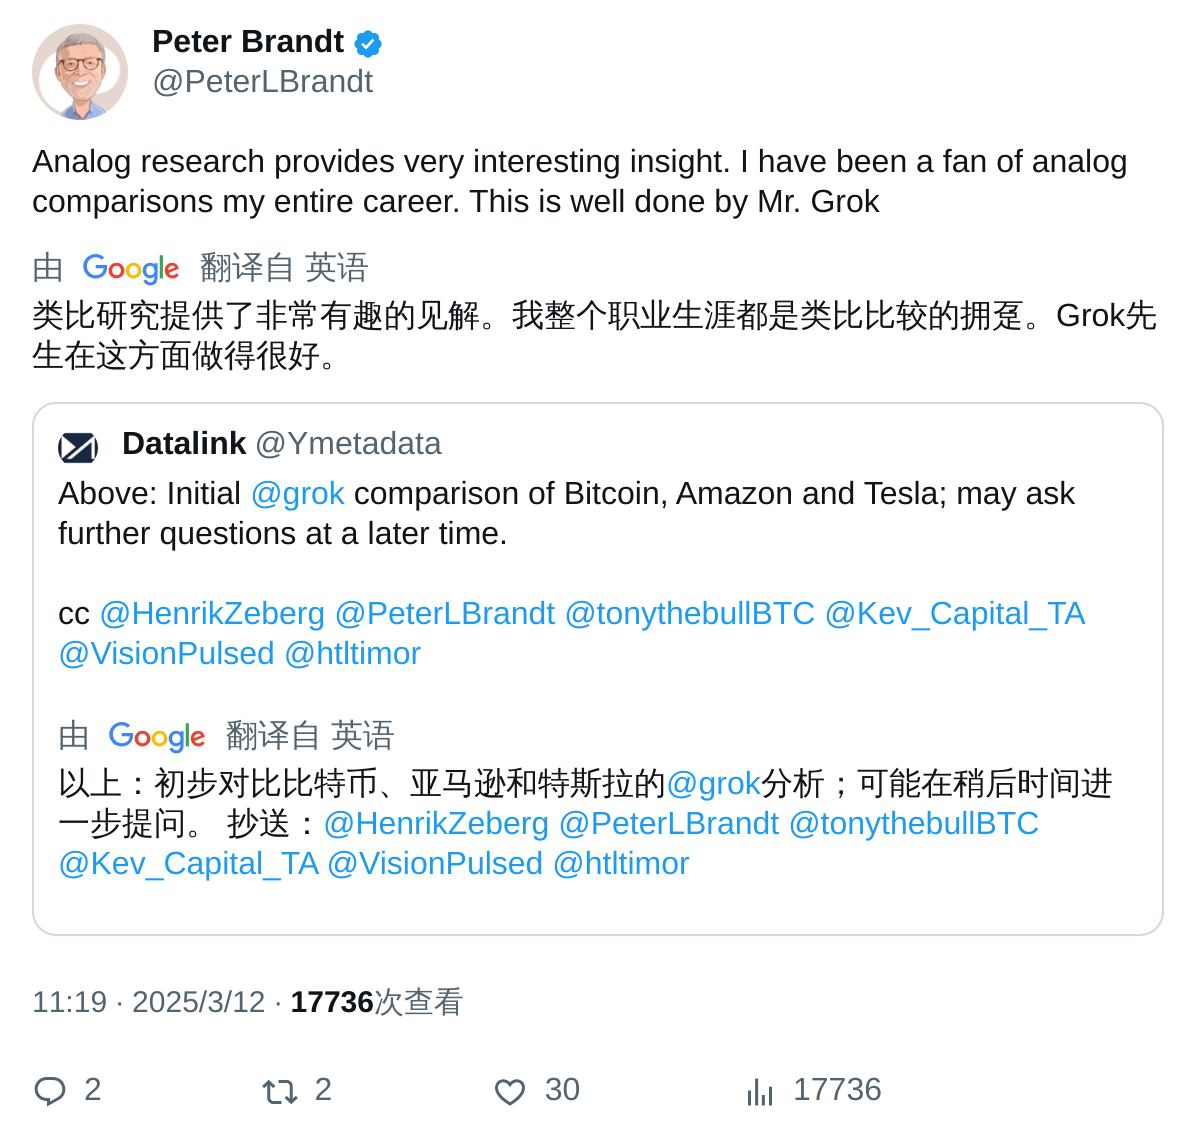 Peter Brandt
@PeterLBrandt
Analog research provides very interesting insight. I have been a fan of analog
comparisons my entire career. This is well done by Mr. Grok
由 Google 翻译自 英语
类比研究提供了非常有趣的见解。我整个职业生涯都是类比比较的拥趸。Grok先
生在这方面做得很好。
Datalink @Ymetadata
Above: Initial @grok comparison of Bitcoin, Amazon and Tesla; may ask
further questions at a later time.
cc @HenrikZeberg @PeterLBrandt @tonythebullBTC @Kev_Capital_TA
@VisionPulsed @htltimor
由 Google 翻译自 英语
以上：初步对比比特币、亚马逊和特斯拉的@grok分析；可能在稍后时间进
一步提问。 抄送：@HenrikZeberg @PeterLBrandt @tonythebullBTC
@Kev_Capital_TA @VisionPulsed @htltimor
11:19 · 2025/3/12 · 17736次查看
2 2 30 17736